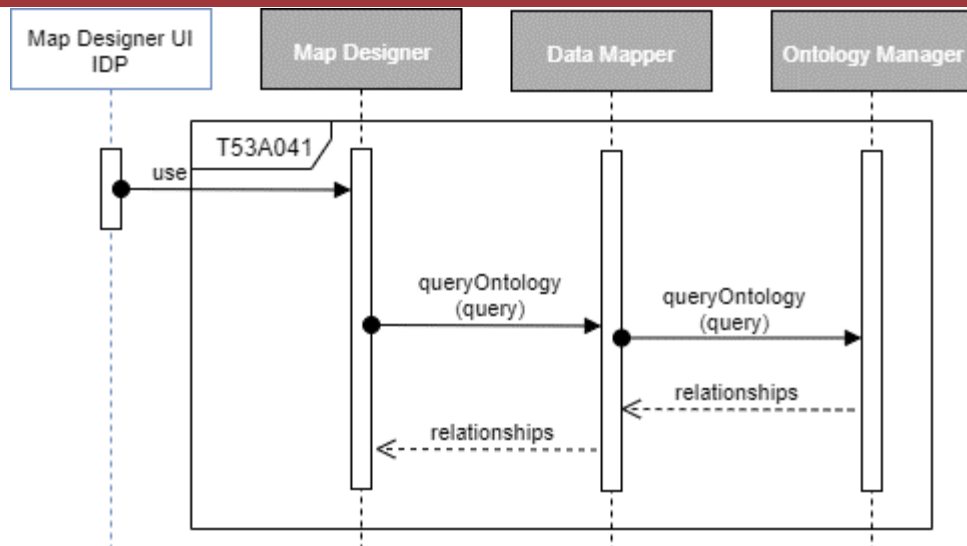 Map Designer UI
IDP
Map Designer
Data Mapper
Ontology Manager
T53A041
use
queryOntology
(query)
queryOntology
(query)
relationships
relationships